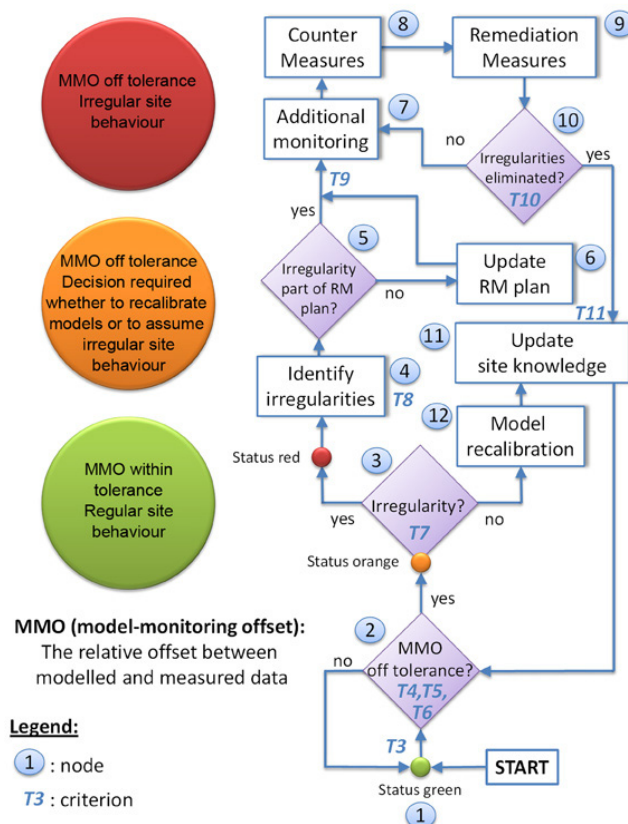 MMO off tolerance
Irregular site
behaviour
MMO off tolerance
Decision required
whether to recalibrate
models or to assume
irregular site
behaviour
MMO within
tolerance
Regular site
behaviour
MMO (model-monitoring offset):
The relative offset between
modelled and measured data
Legend:
1 : node
T3 : criterion
8
Counter
Measures
9
Remediation
Measures
7
Additional
monitoring
10
no
yes
Irregularities
eliminated?
T10
T9
yes
5
Irregularity
part of RM
plan?
no
6
Update
RM plan
T11
11
Update
site knowledge
4
Identify
irregularities
T8
12
Model
recalibration
Status red
3
Irregularity?
T7
yes
no
Status orange
yes
2
MMO
off tolerance?
T4,T5,
T6
no
T3
START
Status green
1